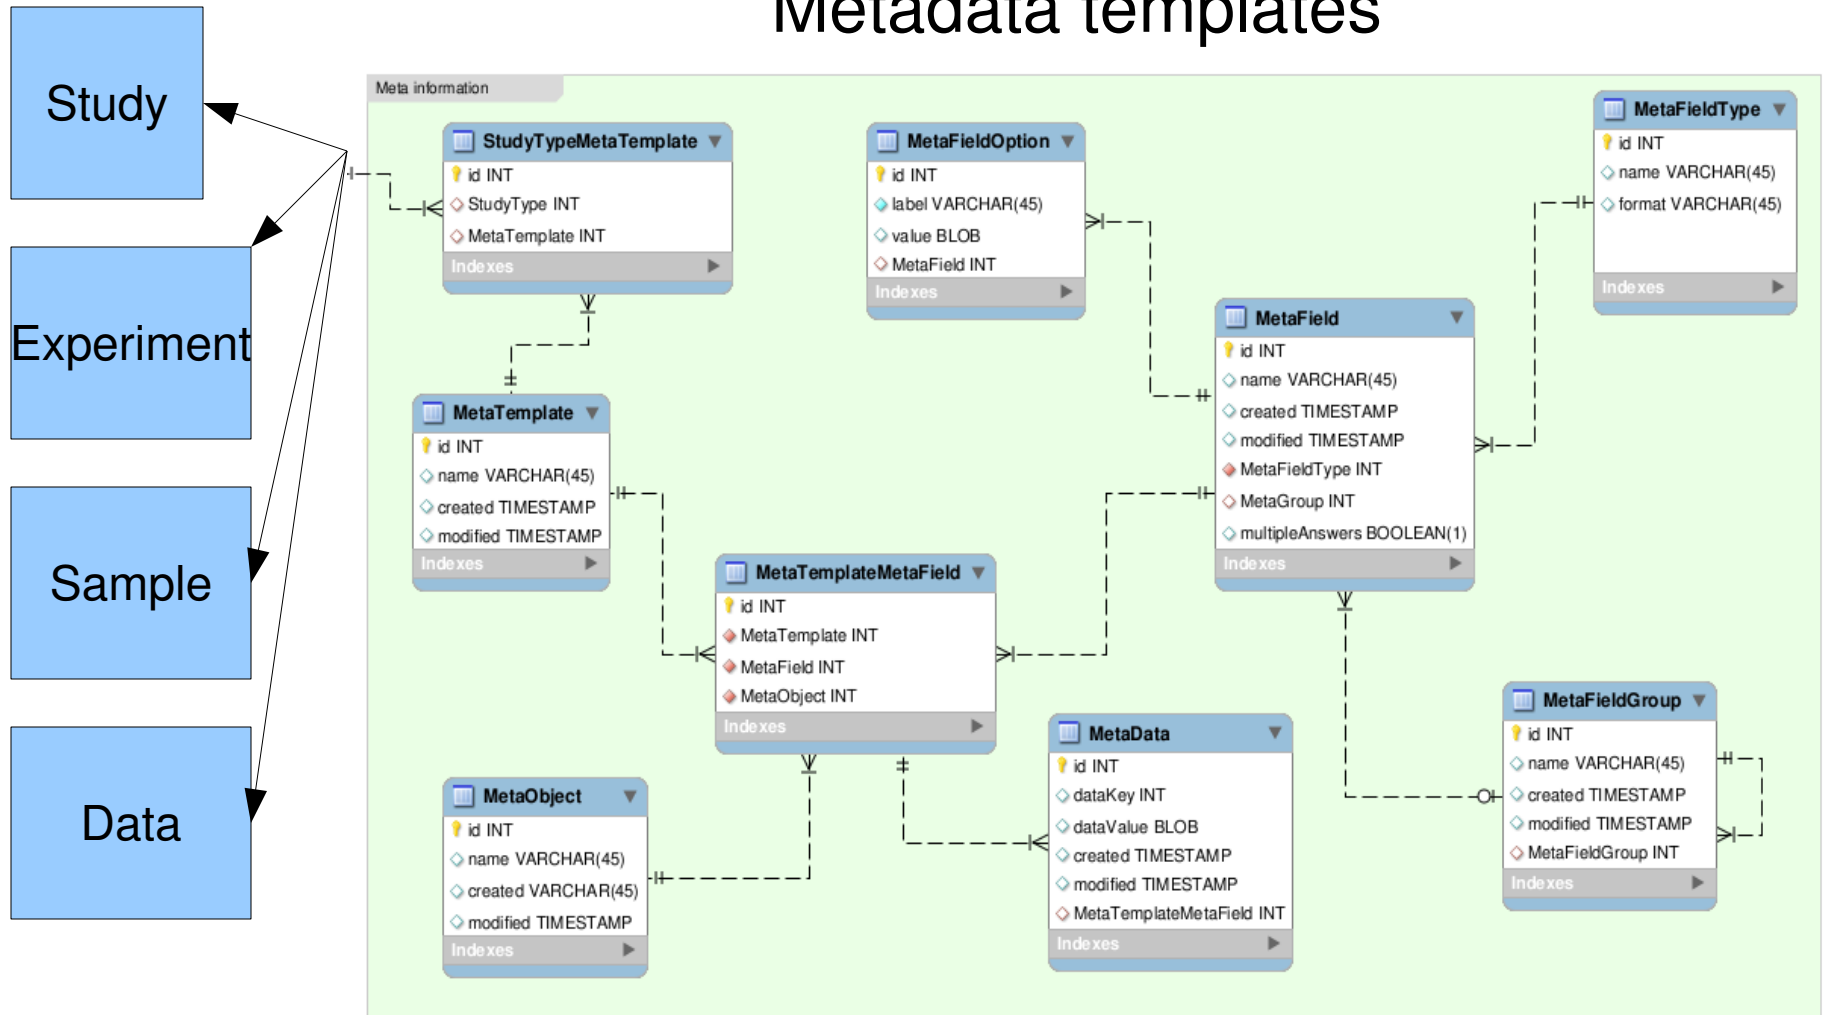 Metadata templates
Study
Experiment
Sample
Data
Meta information
StudyTypeMetaTemplate
id INT
StudyType INT
MetaTemplate INT
Indexes
MetaFieldOption
id INT
label VARCHAR(45)
value BLOB
MetaField INT
Indexes
MetaFieldType
id INT
name VARCHAR(45)
format VARCHAR(45)
Indexes
MetaField
id INT
name VARCHAR(45)
created TIMESTAMP
modified TIMESTAMP
MetaFieldType INT
MetaGroup INT
multipleAnswers BOOLEAN(1)
Indexes
MetaTemplate
id INT
name VARCHAR(45)
created TIMESTAMP
modified TIMESTAMP
Indexes
MetaTemplateMetaField
id INT
MetaTemplate INT
MetaField INT
MetaObject INT
Indexes
MetaData
id INT
dataKey INT
dataValue BLOB
created TIMESTAMP
modified TIMESTAMP
MetaTemplateMetaField INT
Indexes
MetaFieldGroup
id INT
name VARCHAR(45)
created TIMESTAMP
modified TIMESTAMP
MetaFieldGroup INT
Indexes
MetaObject
id INT
name VARCHAR(45)
created VARCHAR(45)
modified TIMESTAMP
Indexes